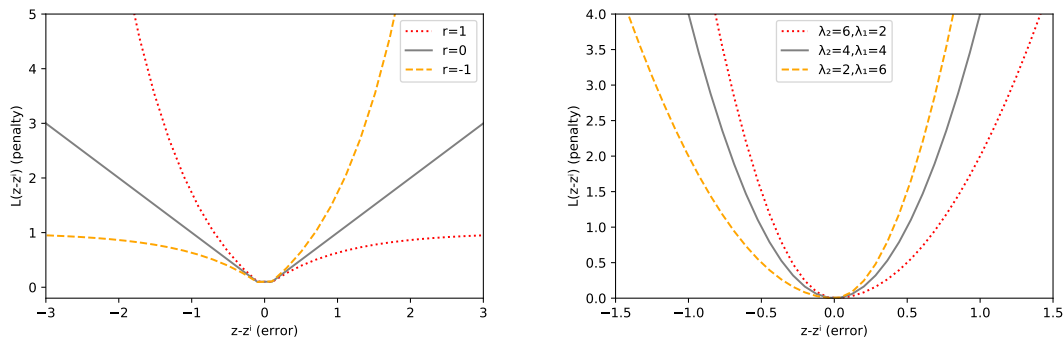 5
4
3
2
1
0
−3
−2
−1
0
1
2
3
L(z-zⁱ) (penalty)
z-zⁱ (error)
r=1
r=0
r=-1
4.0
3.5
3.0
2.5
2.0
1.5
1.0
0.5
0.0
−1.5
−1.0
−0.5
0.0
0.5
1.0
1.5
L(z-zⁱ) (penalty)
z-zⁱ (error)
λ₂=6,λ₁=2
λ₂=4,λ₁=4
λ₂=2,λ₁=6